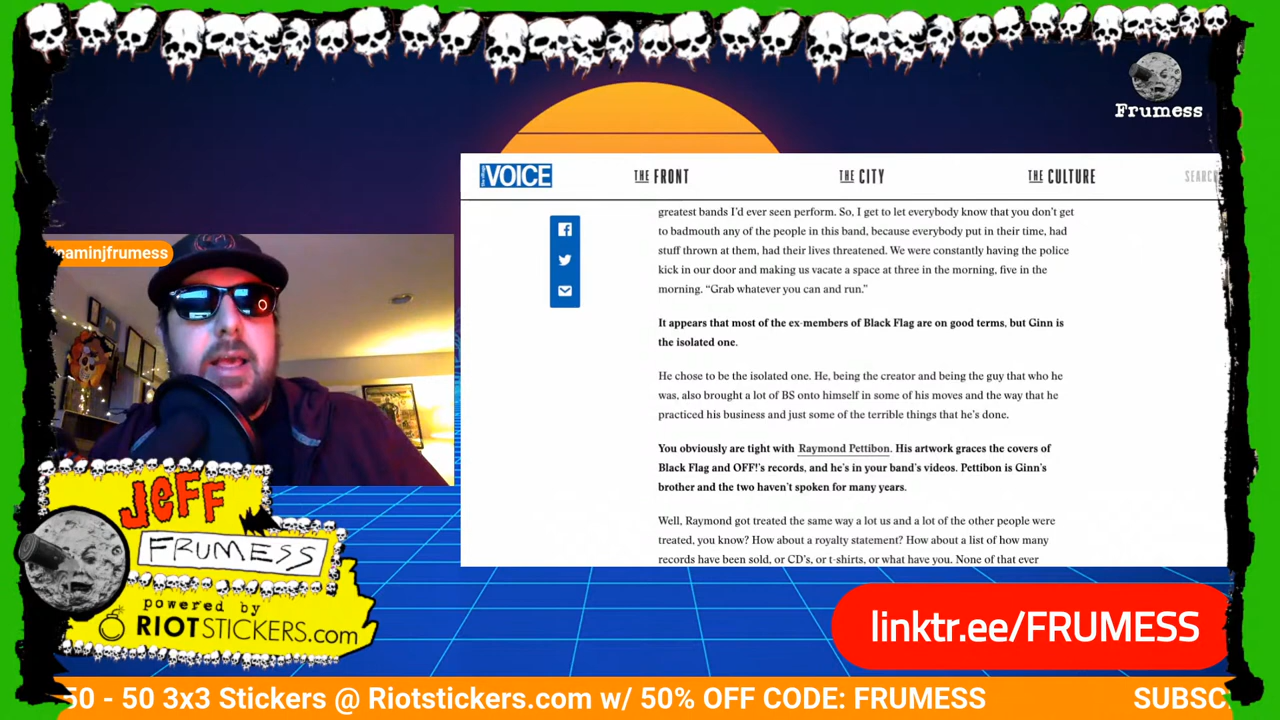 Frumess
VOICE
THE FRONT
THE CITY
THE CULTURE
SEARC
greatest bands I'd ever seen perform. So, I get to let everybody know that you don't get
to badmouth any of the people in this band, because everybody put in their time, had
stuff thrown at them, had their lives threatened. We were constantly having the police
kick in our door and making us vacate a space at three in the morning, five in the
morning. “Grab whatever you can and run.”
It appears that most of the ex-members of Black Flag are on good terms, but Ginn is
the isolated one.
He chose to be the isolated one. He, being the creator and being the guy that who he
was, also brought a lot of BS onto himself in some of his moves and the way that he
practiced his business and just some of the terrible things that he's done.
You obviously are tight with Raymond Pettibon. His artwork graces the covers of
Black Flag and OFF!'s records, and he's in your band's videos. Pettibon is Ginn's
brother and the two haven't spoken for many years.
Well, Raymond got treated the same way a lot us and a lot of the other people were
treated, you know? How about a royalty statement? How about a list of how many
records have been sold, or CD's, or t-shirts, or what have you. None of that ever
eaminjfrumess
JEFF
FRUMESS
powered by
RIOTSTICKERS.com
linktr.ee/FRUMESS
50 - 50 3x3 Stickers @ Riotstickers.com w/ 50% OFF CODE: FRUMESS
SUBSC